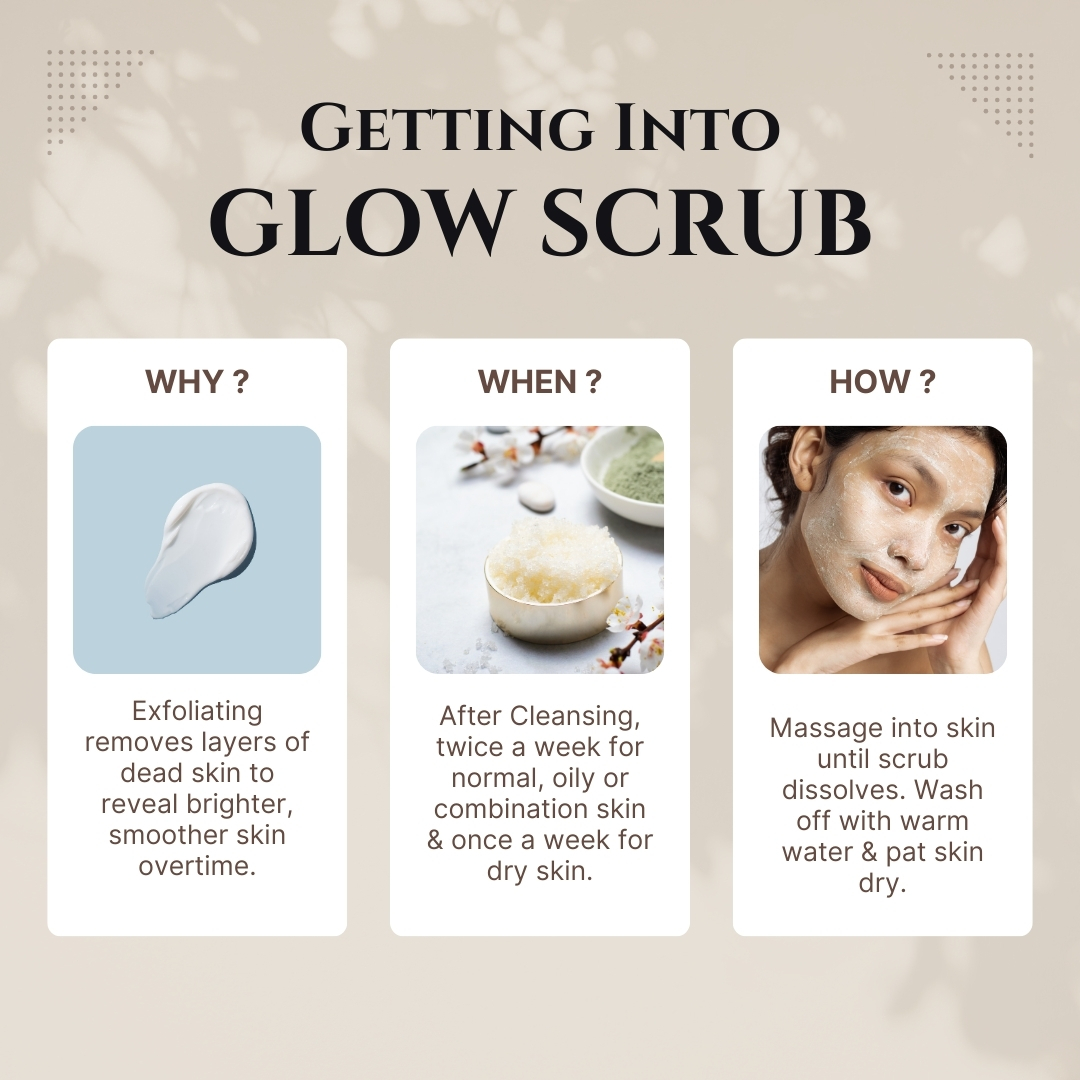 Getting Into
GLOW SCRUB
WHY ?
Exfoliating
removes layers of
dead skin to
reveal brighter,
smoother skin
overtime.
WHEN ?
After Cleansing,
twice a week for
normal, oily or
combination skin
& once a week for
dry skin.
HOW ?
Massage into skin
until scrub
dissolves. Wash
off with warm
water & pat skin
dry.